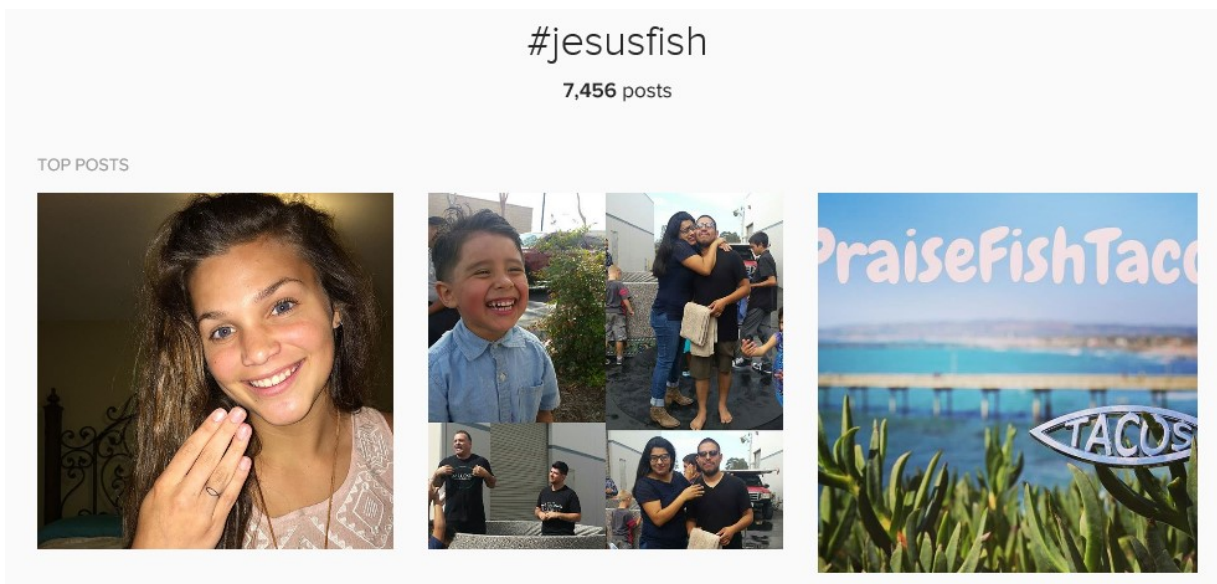 #jesusfish
7,456 posts
TOP POSTS
PraiseFishTaco
TACOS